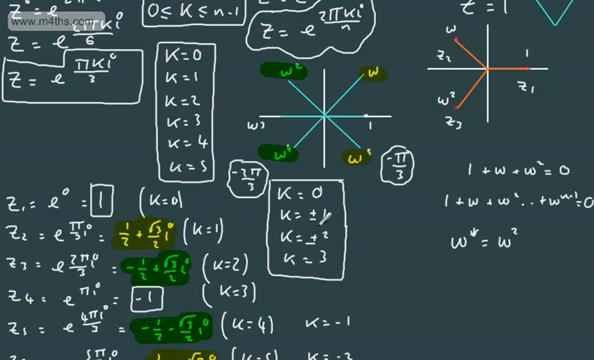 www.m4ths.com
0 ≤ K ≤ n-1
Z = e^(2πKi/n)
Z = e^(2πKi/6)
Z = e^(πKi/3)
K=0
K=1
K=2
K=3
K=4
K=5
ω²
ω
ω3
1
ω⁴
ω⁵
-2π/3
-π/3
K = 0
K = ±1
K = ±2
K = 3
Z₁ = e⁰ = 1 (K=0)
Z₂ = e^(π/3 i) = 1/2 + √3/2 i (K=1)
Z₃ = e^(2π/3 i) = -1/2 + √3/2 i (K=2)
Z₄ = e^(πi) = -1 (K=3)
Z₅ = e^(4π/3 i) = -1/2 - √3/2 i (K=4) K=-1
Z = 1
ω
Z₂
1
Z₁
ω²
Z₃
1 + ω + ω² = 0
1 + ω + ω² .. + ω^(n-1) = 0
ω* = ω²